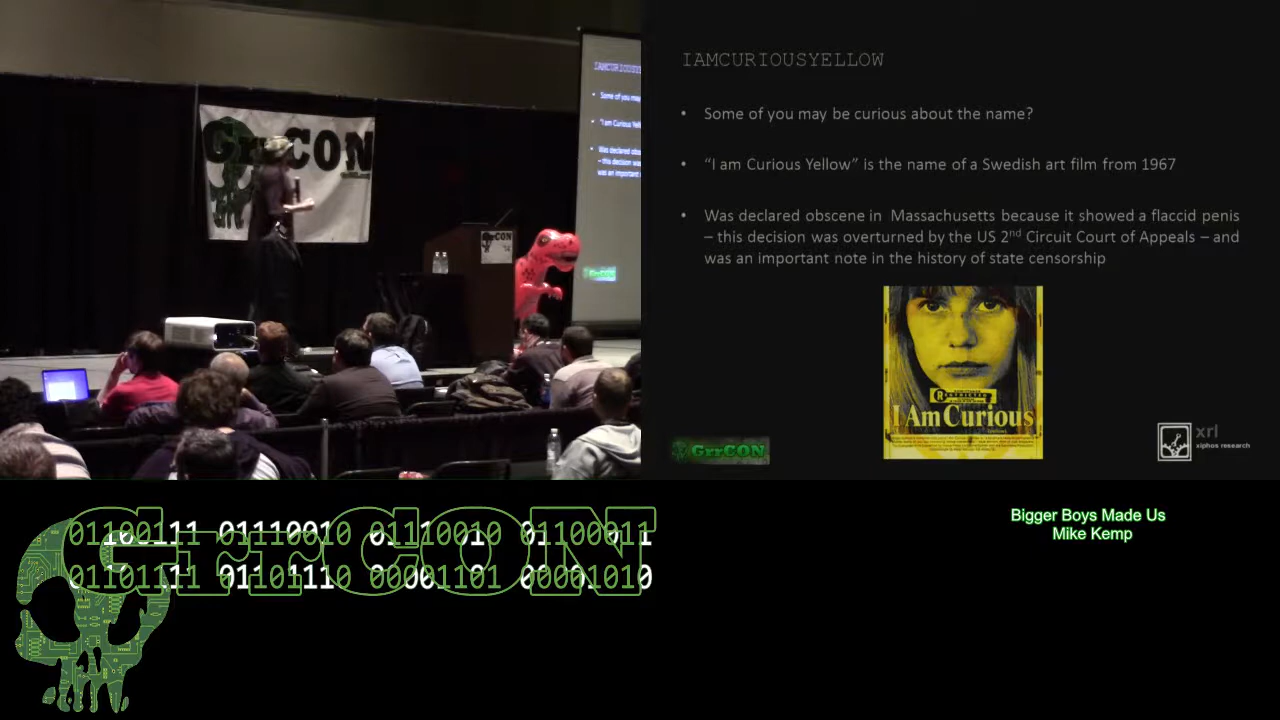 GrrCON
IAMCURIOUSYELLOW
• Some of you may be curious about the name?
• “I am Curious Yellow” is the name of a Swedish art film from 1967
• Was declared obscene in Massachusetts because it showed a flaccid penis
– this decision was overturned by the US 2nd Circuit Court of Appeals – and
was an important note in the history of state censorship
RESTRICTED
I Am Curious
GrrCON
xrl
xiphos research
01100111 01110010 01110010 01100011
01101111 01101110 00001101 00001010
GrrCON
Bigger Boys Made Us
Mike Kemp